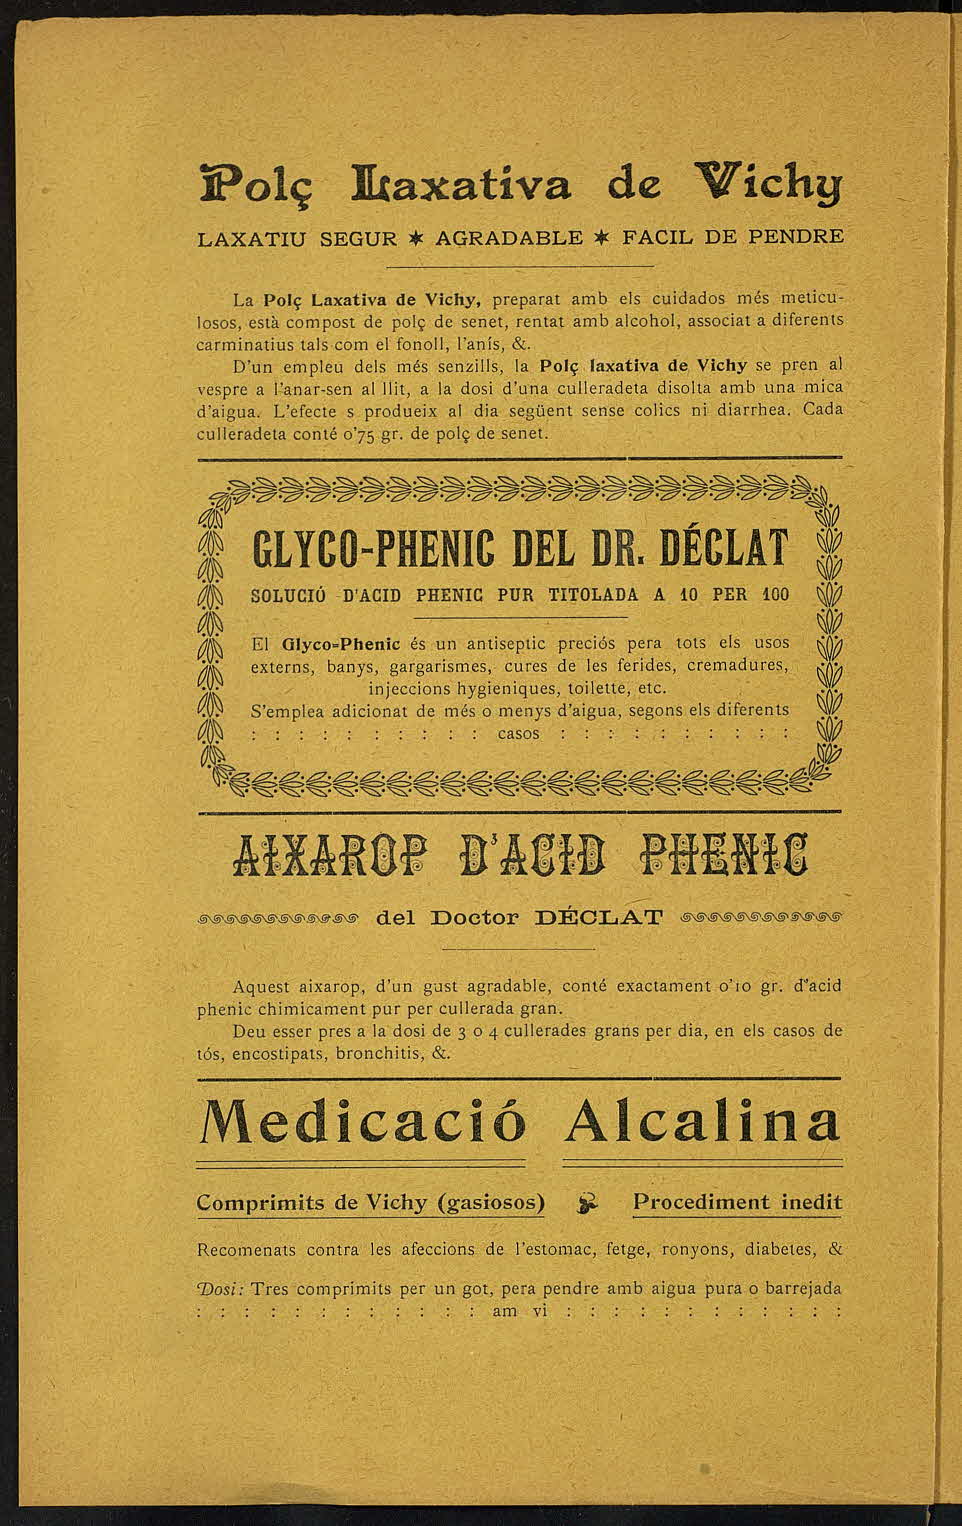 Polç Laxativa de Vichy
LAXATIU SEGUR ✶ AGRADABLE ✶ FACIL DE PENDRE
La Polç Laxativa de Vichy, preparat amb els cuidados més meticu-
losos, està compost de polç de senet, rentat amb alcohol, associat a diferents
carminatius tals com el fonoll, l'anís, &.
D'un empleu dels més senzills, la Polç laxativa de Vichy se pren al
vespre a l'anar-sen al llit, a la dosi d'una culleradeta disolta amb una mica
d'aigua. L'efecte s produeix al dia següent sense colics ni diarrhea. Cada
culleradeta conté o'75 gr. de polç de senet.
GLYCO-PHENIC DEL DR. DÉCLAT
SOLUCIÓ D'ACID PHENIC PUR TITOLADA A 10 PER 100
El Glyco=Phenic és un antiseptic preciós pera tots els usos
externs, banys, gargarismes, cures de les ferides, cremadures,
injeccions hygieniques, toilette, etc.
S'emplea adicionat de més o menys d'aigua, segons els diferents
: : : : : : : : : : casos : : : : : : : : : :
AIXAROP D'ACID PHENIC
del Doctor DÉCLAT
Aquest aixarop, d'un gust agradable, conté exactament o'10 gr. d'acid
phenic chimicament pur per cullerada gran.
Deu esser pres a la dosi de 3 o 4 cullerades grans per dia, en els casos de
tós, encostipats, bronchitis, &.
Medicació Alcalina
Comprimits de Vichy (gasiosos) Procediment inedit
Recomenats contra les afeccions de l'estomac, fetge, ronyons, diabetes, &
Dosi: Tres comprimits per un got, pera pendre amb aigua pura o barrejada
: : : : : : : : : : : : am vi : : : : : : : : : : : :